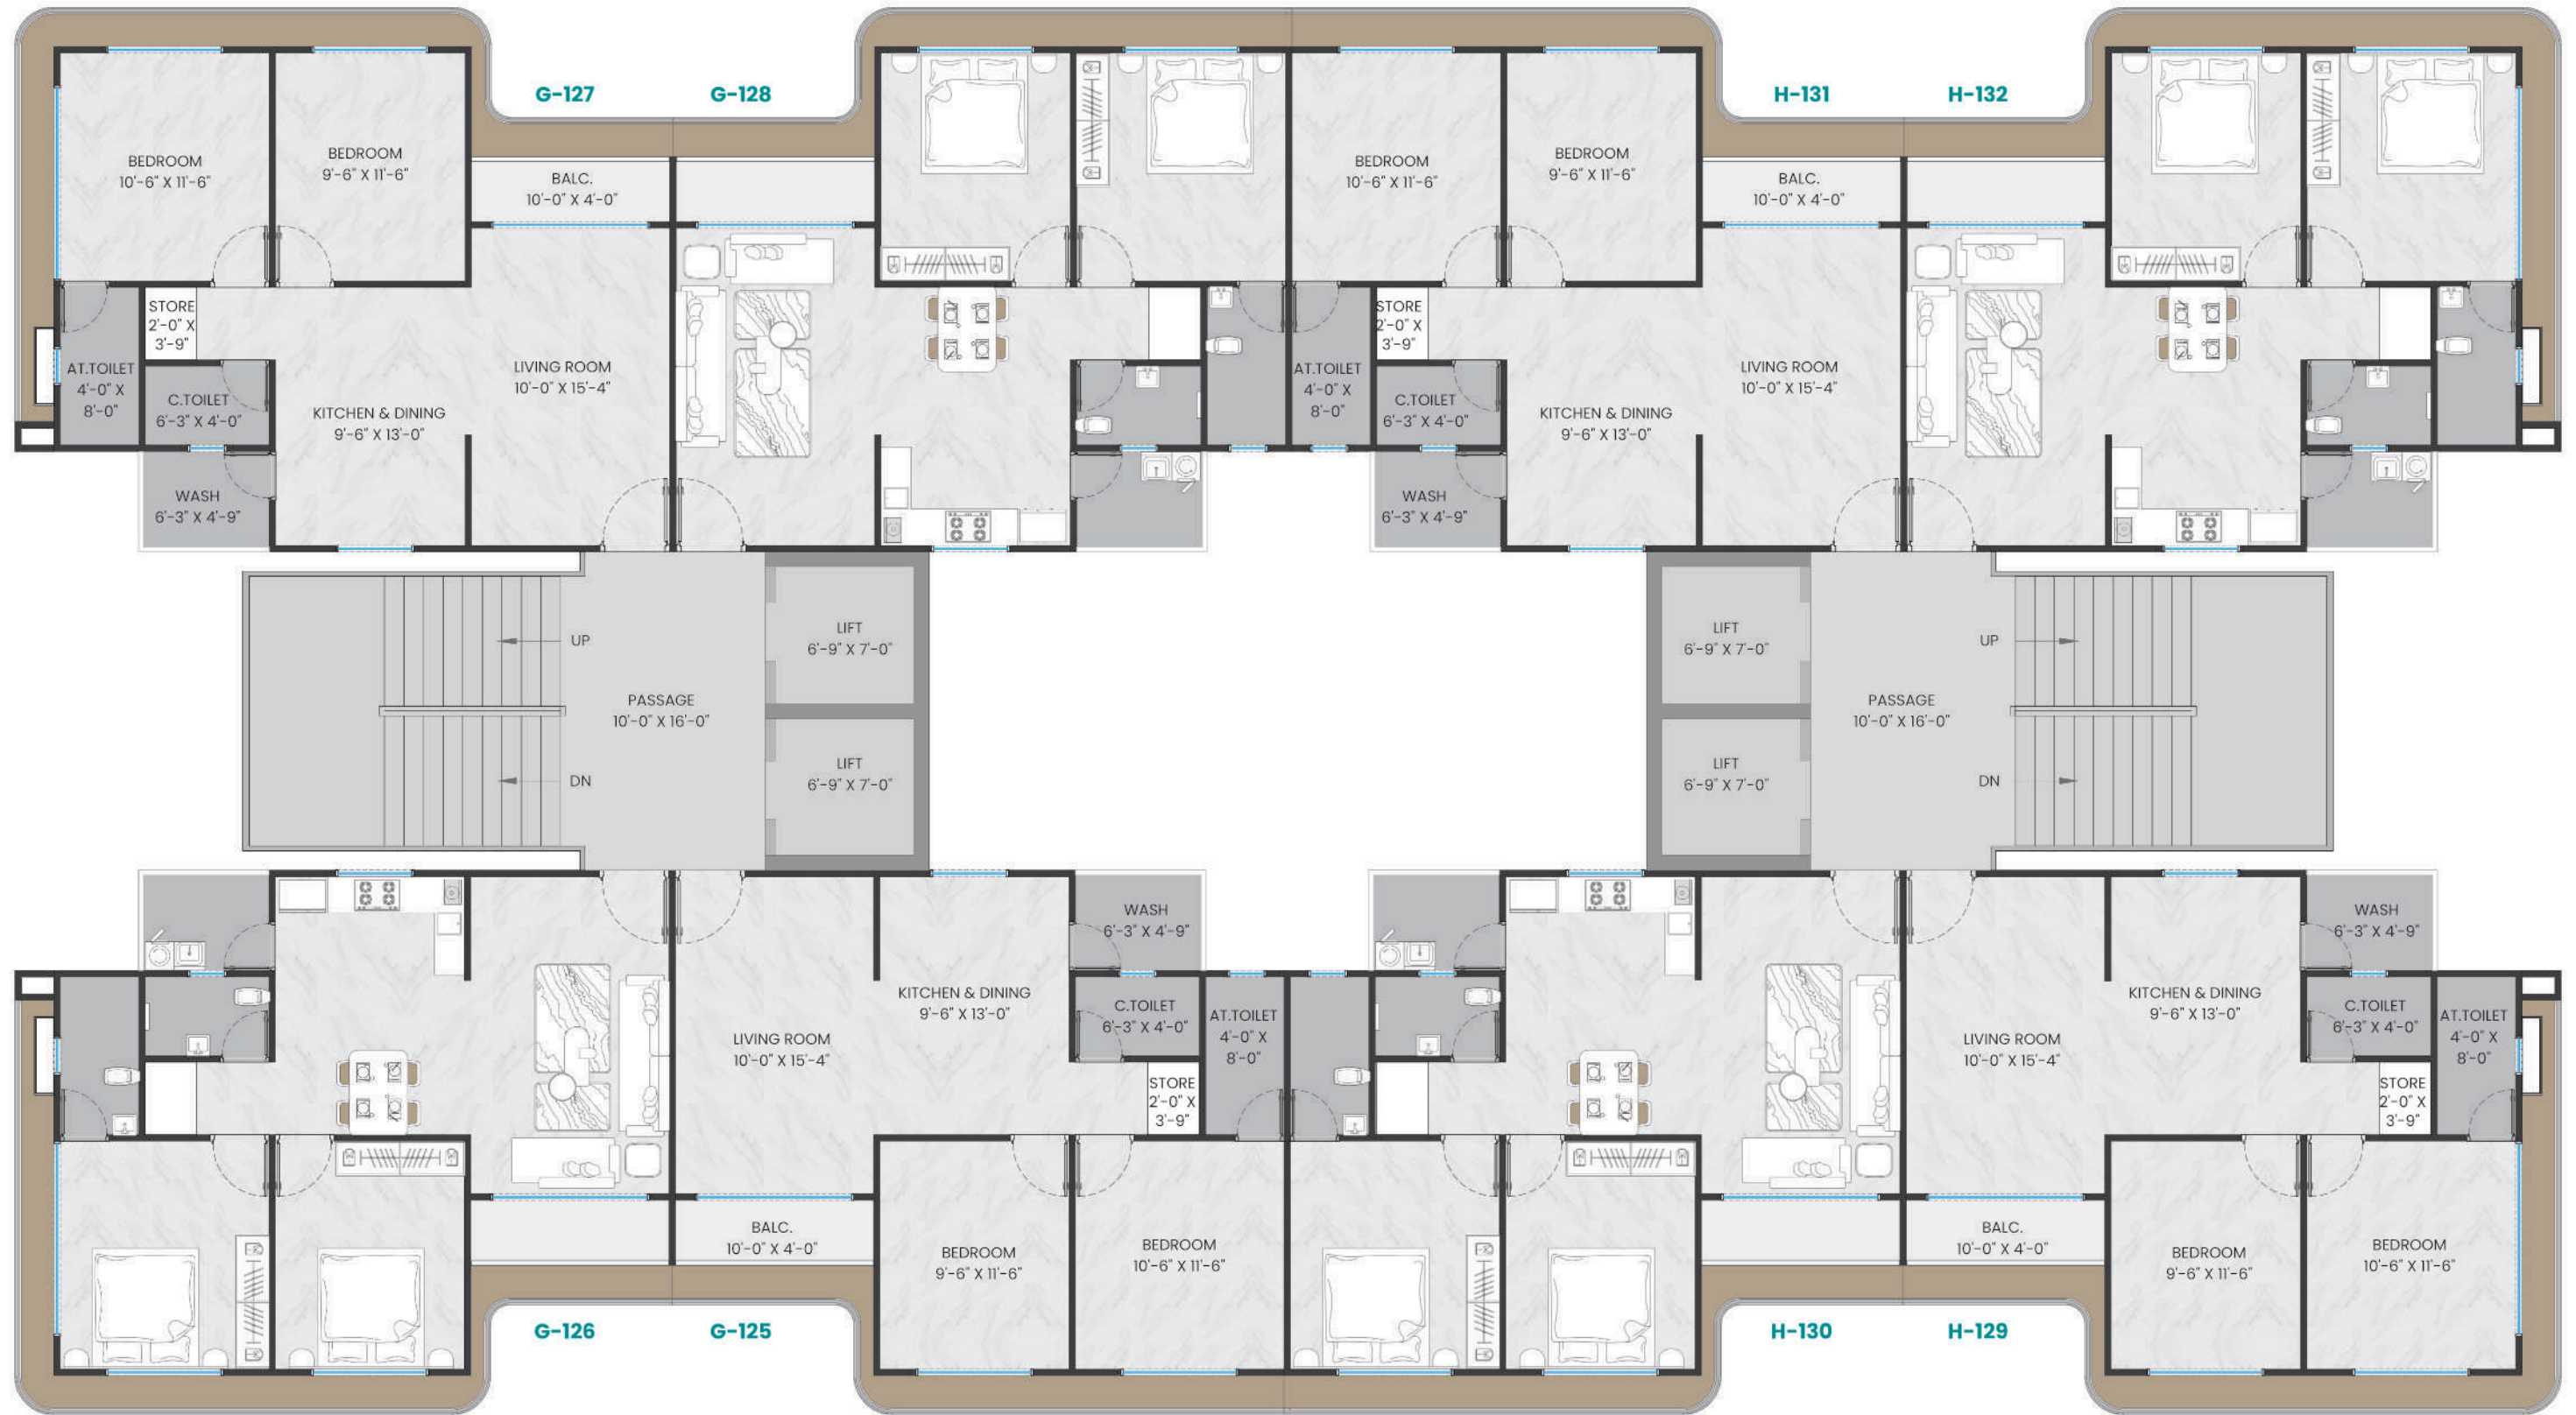 G-127
G-128
H-131
H-132
BEDROOM
10'-6" X 11'-6"
BEDROOM
9'-6" X 11'-6"
BALC.
10'-0" X 4'-0"
BEDROOM
10'-6" X 11'-6"
BEDROOM
9'-6" X 11'-6"
BALC.
10'-0" X 4'-0"
STORE
2'-0" X
3'-9"
AT.TOILET
4'-0" X
8'-0"
C.TOILET
6'-3" X 4'-0"
KITCHEN & DINING
9'-6" X 13'-0"
LIVING ROOM
10'-0" X 15'-4"
WASH
6'-3" X 4'-9"
AT.TOILET
4'-0" X
8'-0"
STORE
2'-0" X
3'-9"
C.TOILET
6'-3" X 4'-0"
KITCHEN & DINING
9'-6" X 13'-0"
LIVING ROOM
10'-0" X 15'-4"
WASH
6'-3" X 4'-9"
UP
DN
PASSAGE
10'-0" X 16'-0"
LIFT
6'-9" X 7'-0"
LIFT
6'-9" X 7'-0"
LIFT
6'-9" X 7'-0"
LIFT
6'-9" X 7'-0"
PASSAGE
10'-0" X 16'-0"
UP
DN
LIVING ROOM
10'-0" X 15'-4"
KITCHEN & DINING
9'-6" X 13'-0"
WASH
6'-3" X 4'-9"
C.TOILET
6'-3" X 4'-0"
AT.TOILET
4'-0" X
8'-0"
STORE
2'-0" X
3'-9"
LIVING ROOM
10'-0" X 15'-4"
KITCHEN & DINING
9'-6" X 13'-0"
WASH
6'-3" X 4'-9"
C.TOILET
6'-3" X 4'-0"
AT.TOILET
4'-0" X
8'-0"
STORE
2'-0" X
3'-9"
BALC.
10'-0" X 4'-0"
BEDROOM
9'-6" X 11'-6"
BEDROOM
10'-6" X 11'-6"
BALC.
10'-0" X 4'-0"
BEDROOM
9'-6" X 11'-6"
BEDROOM
10'-6" X 11'-6"
G-126
G-125
H-130
H-129